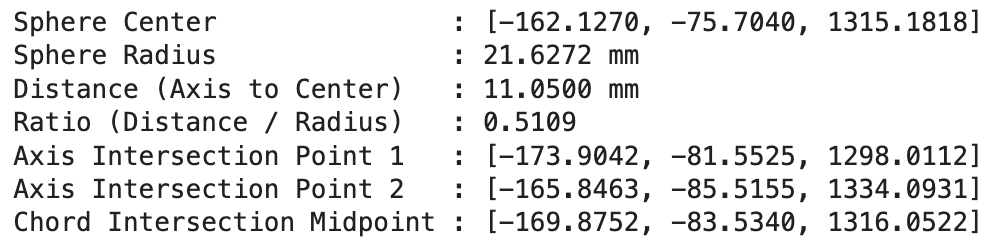 Sphere Center               : [-162.1270, -75.7040, 1315.1818]
Sphere Radius               : 21.6272 mm
Distance (Axis to Center)   : 11.0500 mm
Ratio (Distance / Radius)   : 0.5109
Axis Intersection Point 1   : [-173.9042, -81.5525, 1298.0112]
Axis Intersection Point 2   : [-165.8463, -85.5155, 1334.0931]
Chord Intersection Midpoint : [-169.8752, -83.5340, 1316.0522]